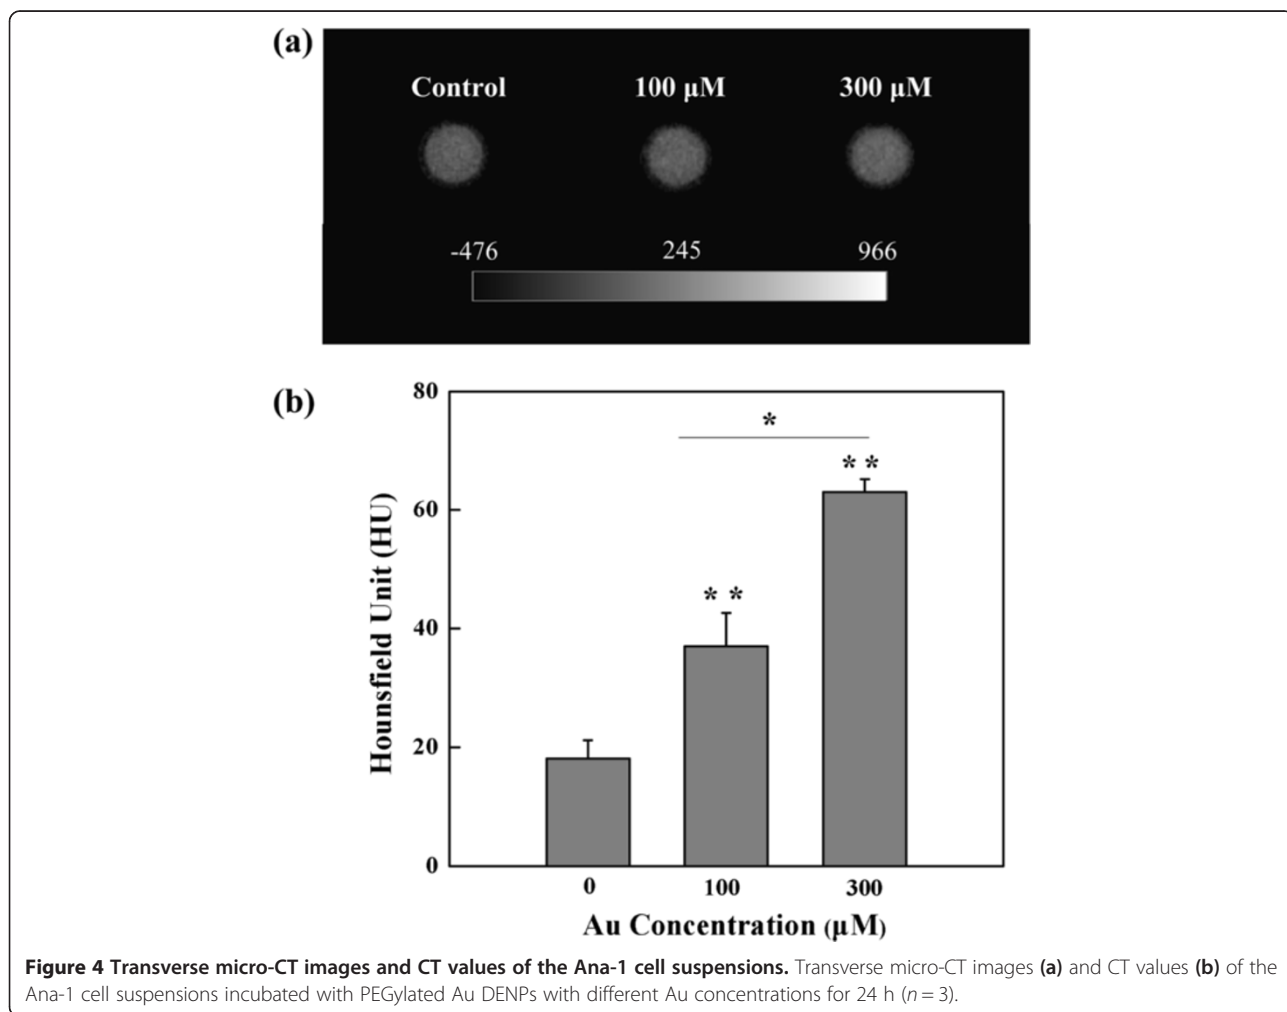 (a)
Control 100 μM 300 μM
-476 245 966
(b)
80
60
40
20
0
Hounsfield Unit (HU)
*
* *
* *
0 100 300
Au Concentration (μM)
Figure 4 Transverse micro-CT images and CT values of the Ana-1 cell suspensions. Transverse micro-CT images (a) and CT values (b) of the
Ana-1 cell suspensions incubated with PEGylated Au DENPs with different Au concentrations for 24 h (n = 3).